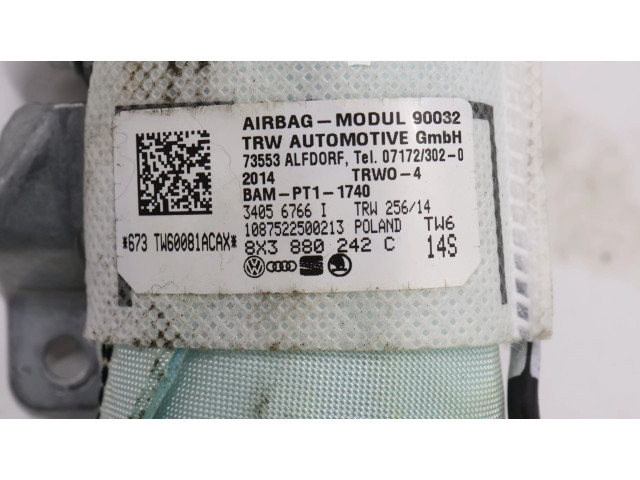 AIRBAG-MODUL 90032
TRW AUTOMOTIVE GmbH
73553 ALFDORF, Tel. 07172/302-0
2014 TRWO-4
BAM-PT1-1740
3405 6766 I TRW 256/14
1087522500213 POLAND TW6
*673 TW60081ACAX* 8X3 880 242 C 14S